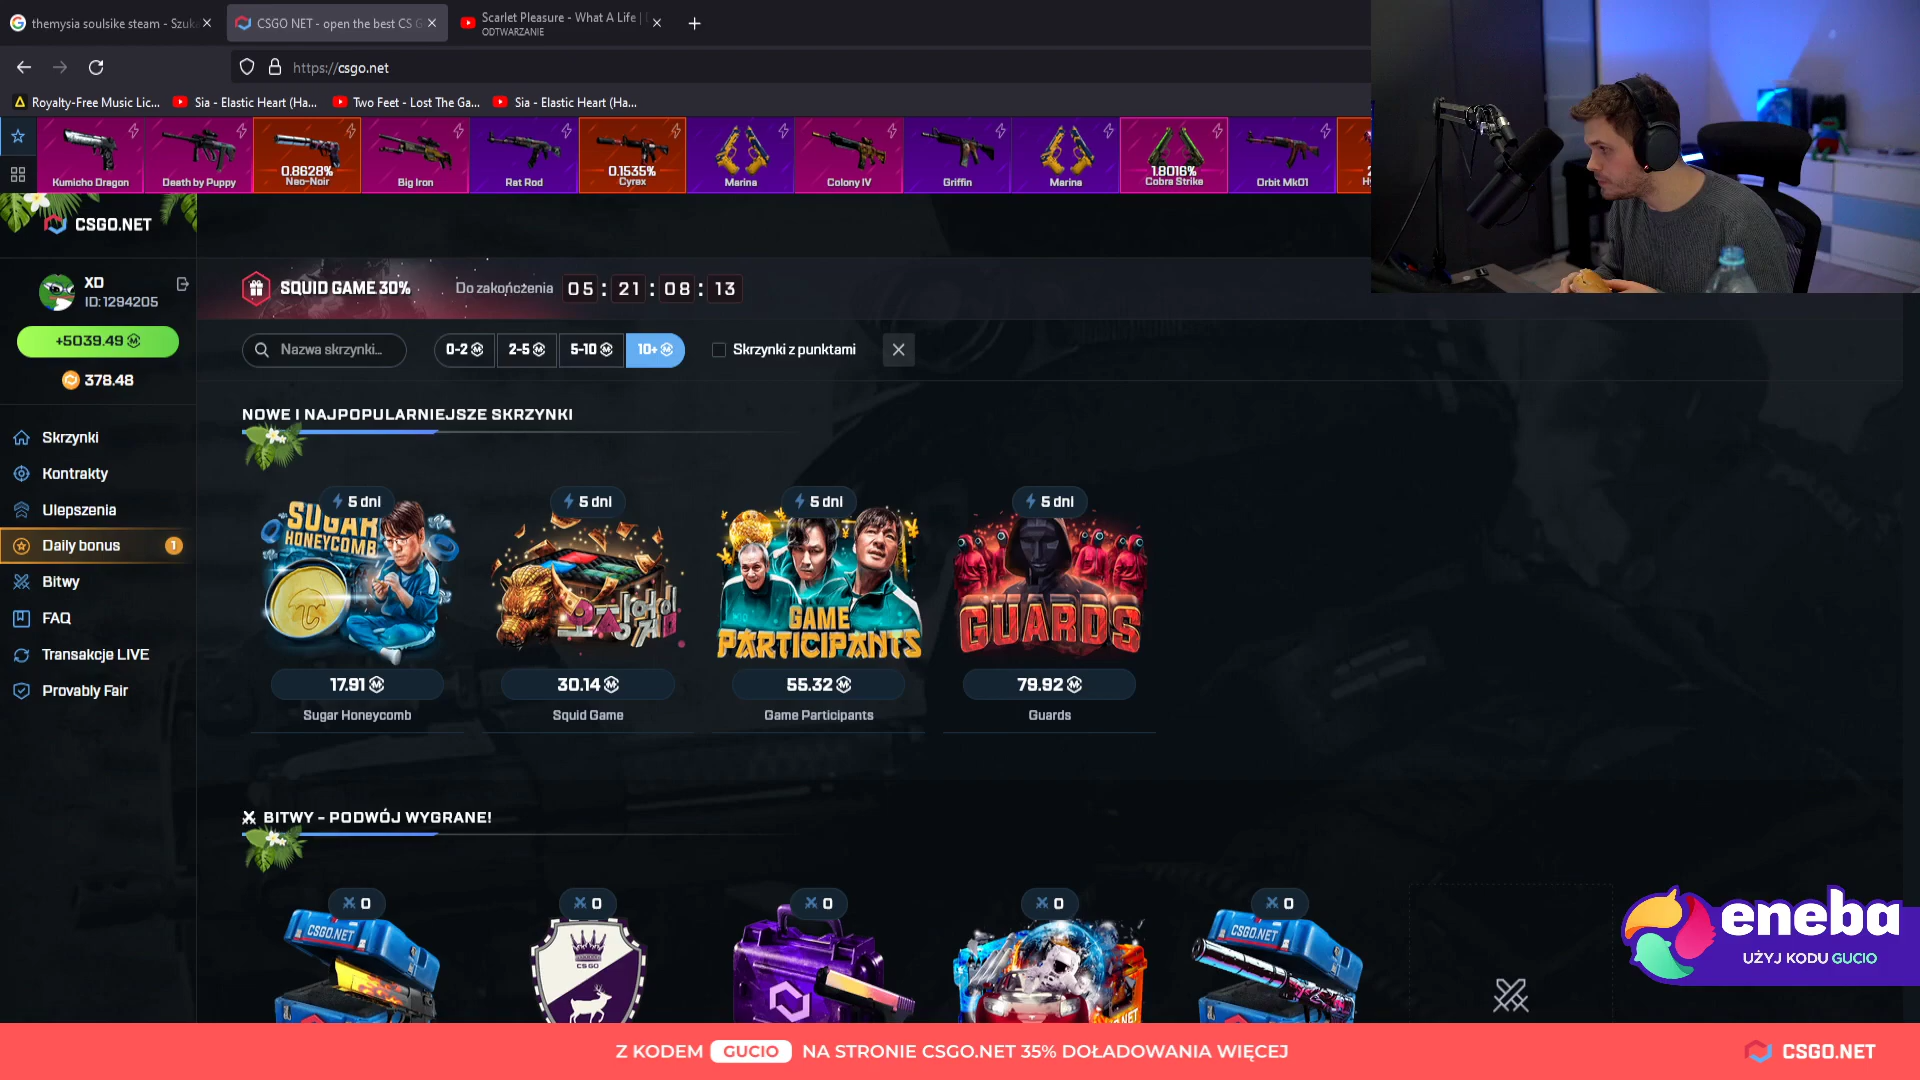 themysia soulsike steam - Szuk
CSGO NET - open the best CS G
Scarlet Pleasure - What A Life |
ODTWARZANIE
https://csgo.net
Royalty-Free Music Lic...
Sia - Elastic Heart (Ha...
Two Feet - Lost The Ga...
Sia - Elastic Heart (Ha...
Kumicho Dragon
Death by Puppy
0.8628%
Neo-Noir
Big Iron
Rat Rod
0.1535%
Cyrex
Marina
Colony IV
Griffin
Marina
1.8016%
Cobra Strike
Orbit Mk01
CSGO.NET
XD
ID:1294205
+5039.49
378.48
Skrzynki
Kontrakty
Ulepszenia
Daily bonus
1
Bitwy
FAQ
Transakcje LIVE
Provably Fair
SQUID GAME 30%
Do zakończenia
05 : 21 : 08 : 13
Nazwa skrzynki...
0-2
2-5
5-10
10+
Skrzynki z punktami
NOWE I NAJPOPULARNIEJSZE SKRZYNKI
5 dni
SUGAR
HONEYCOMB
17.91
Sugar Honeycomb
5 dni
30.14
Squid Game
5 dni
GAME
PARTICIPANTS
55.32
Game Participants
5 dni
GUARDS
79.92
Guards
BITWY - PODWÓJ WYGRANE!
0
CSGO.NET
0
CS GO
0
0
0
CSGO.NET
eneba
UŻYJ KODU GUCIO
Z KODEM GUCIO NA STRONIE CSGO.NET 35% DOŁADOWANIA WIĘCEJ
CSGO.NET